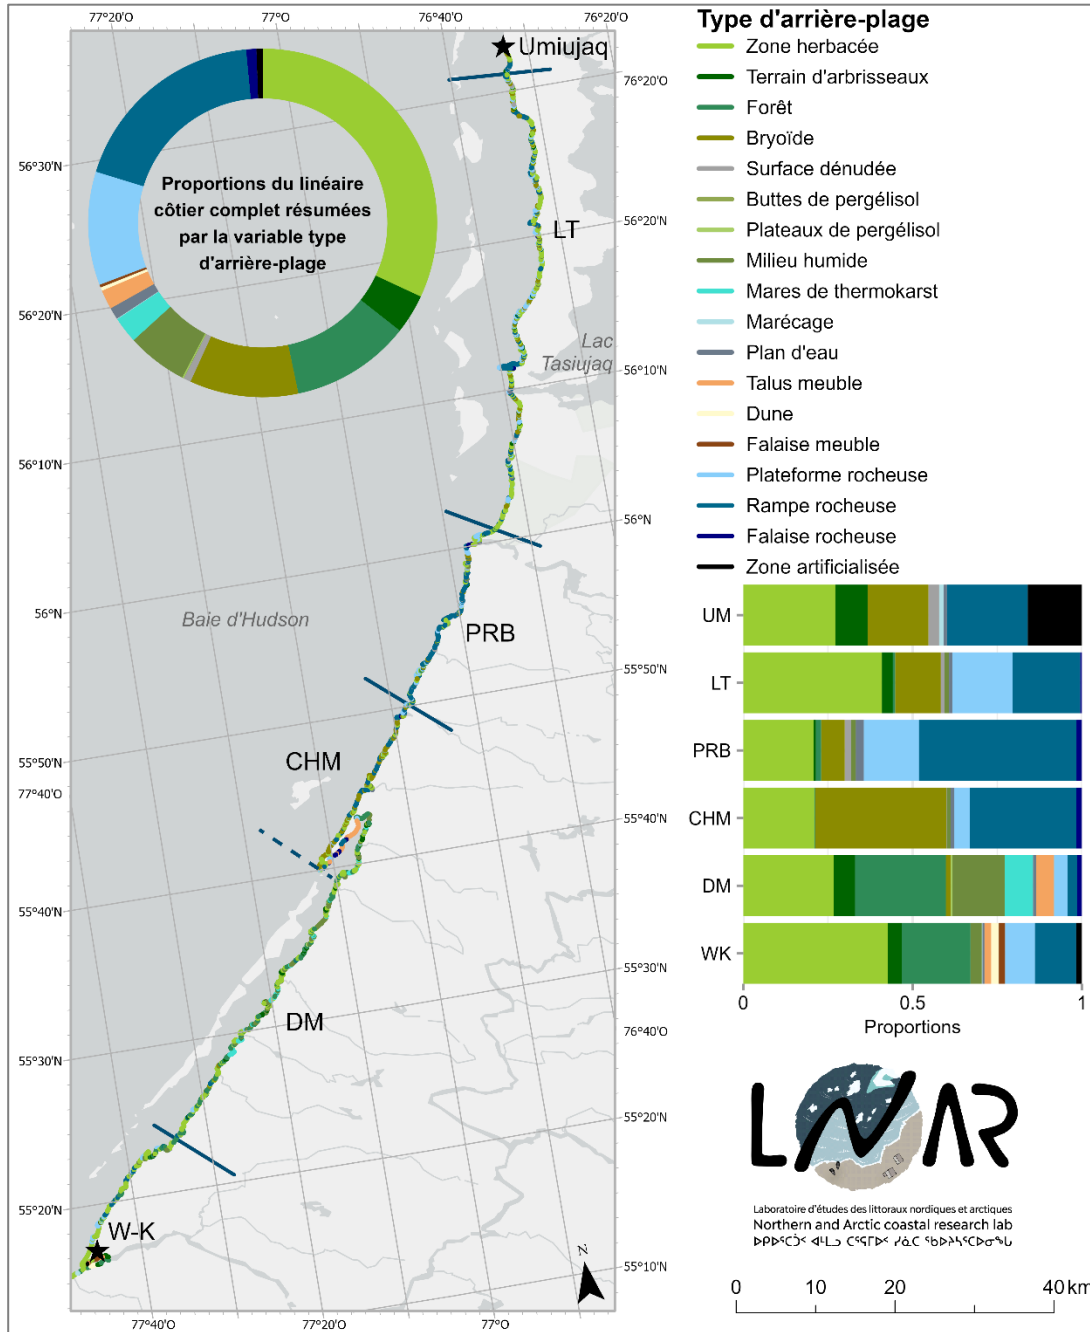 77°20'O
77°O
76°40'O
76°20'O
Umiujaq
76°20'O
56°30'N
Proportions du linéaire
côtier complet résumées
par la variable type
d'arrière-plage
56°20'N
LT
56°20'N
Lac
Tasiujaq
56°10'N
56°10'N
56°N
56°N
Baie d'Hudson
PRB
55°50'N
CHM
55°50'N
77°40'O
55°40'N
55°40'N
55°30'N
DM
76°40'O
55°30'N
55°20'N
55°20'N
W-K
N
55°10'N
77°40'O
77°20'O
77°O
Type d'arrière-plage
Zone herbacée
Terrain d'arbrisseaux
Forêt
Bryoïde
Surface dénudée
Buttes de pergélisol
Plateaux de pergélisol
Milieu humide
Mares de thermokarst
Marécage
Plan d'eau
Talus meuble
Dune
Falaise meuble
Plateforme rocheuse
Rampe rocheuse
Falaise rocheuse
Zone artificialisée
UM
LT
PRB
CHM
DM
WK
0
0.5
1
Proportions
LNAR
Laboratoire d'études des littoraux nordiques et arctiques
Northern and Arctic coastal research lab
0
10
20
40 km